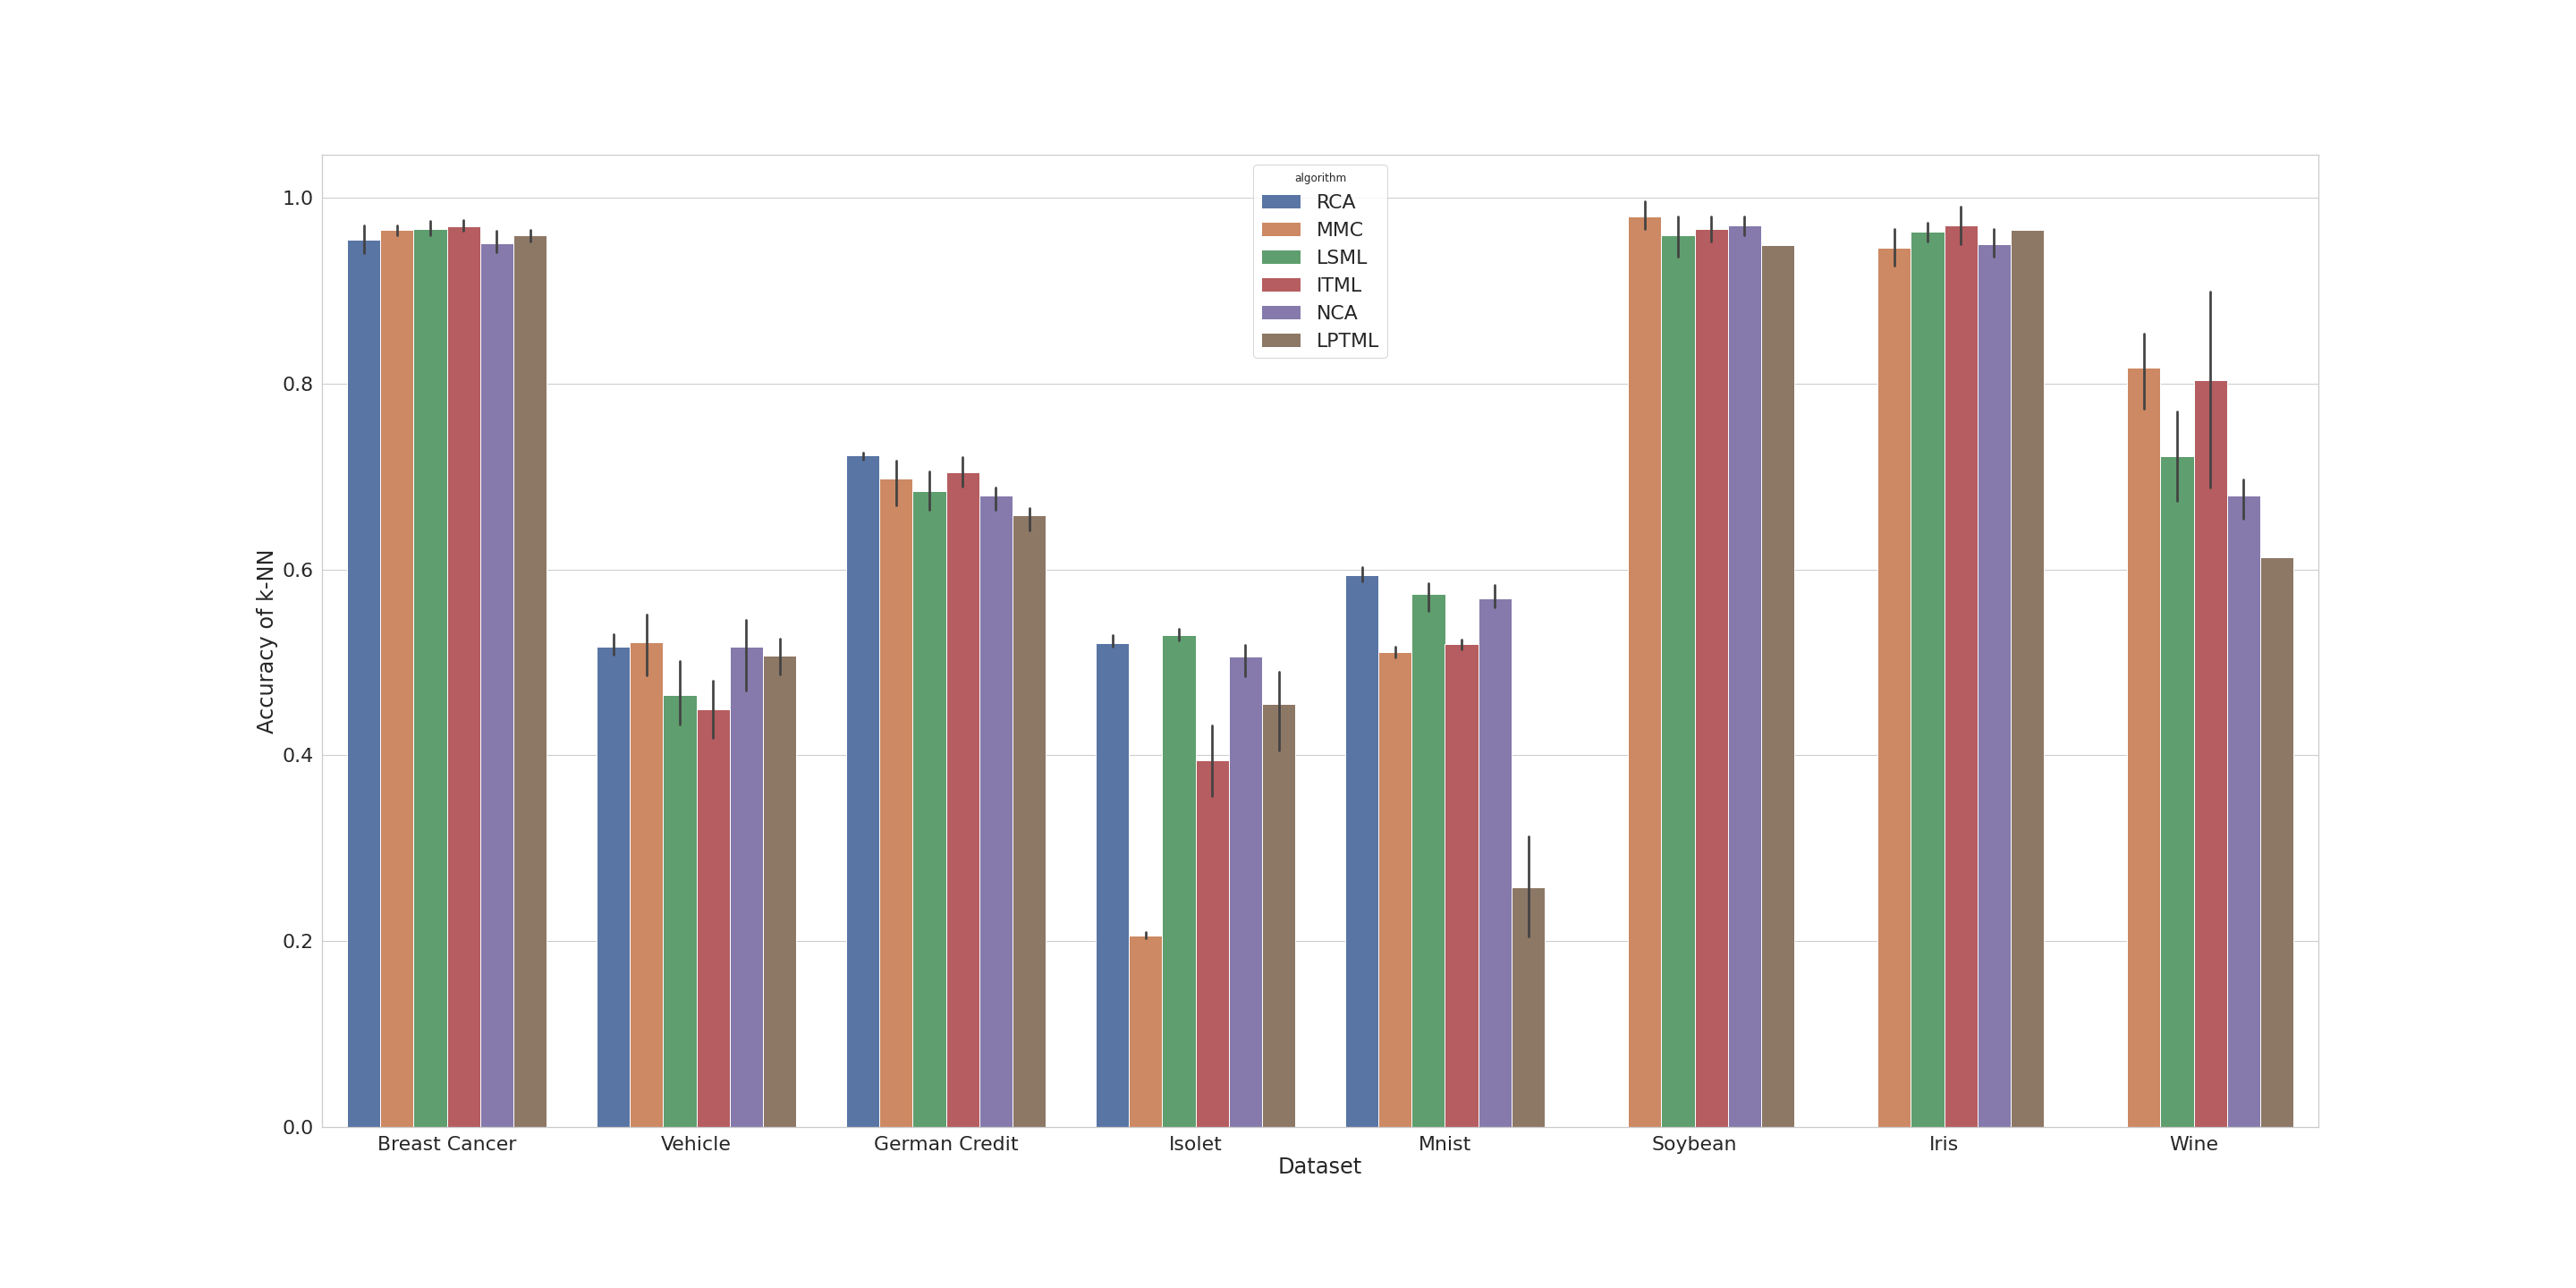 algorithm
RCA
MMC
LSML
ITML
NCA
LPTML
1.0
0.8
0.6
0.4
0.2
0.0
Accuracy of k-NN
Breast Cancer Vehicle German Credit Isolet Mnist Soybean Iris Wine
Dataset